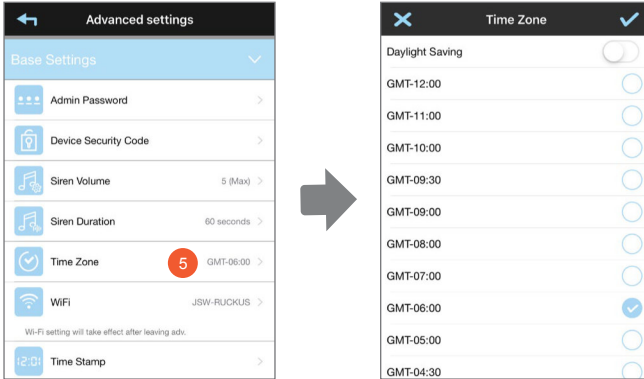 Advanced settings
Base Settings
Admin Password
Device Security Code
Siren Volume 5 (Max)
Siren Duration 60 seconds
Time Zone 5 GMT-06:00
WiFi JSW-RUCKUS
Wi-Fi setting will take effect after leaving adv.
12:01 Time Stamp
Time Zone
Daylight Saving
GMT-12:00
GMT-11:00
GMT-10:00
GMT-09:30
GMT-09:00
GMT-08:00
GMT-07:00
GMT-06:00
GMT-05:00
GMT-04:30